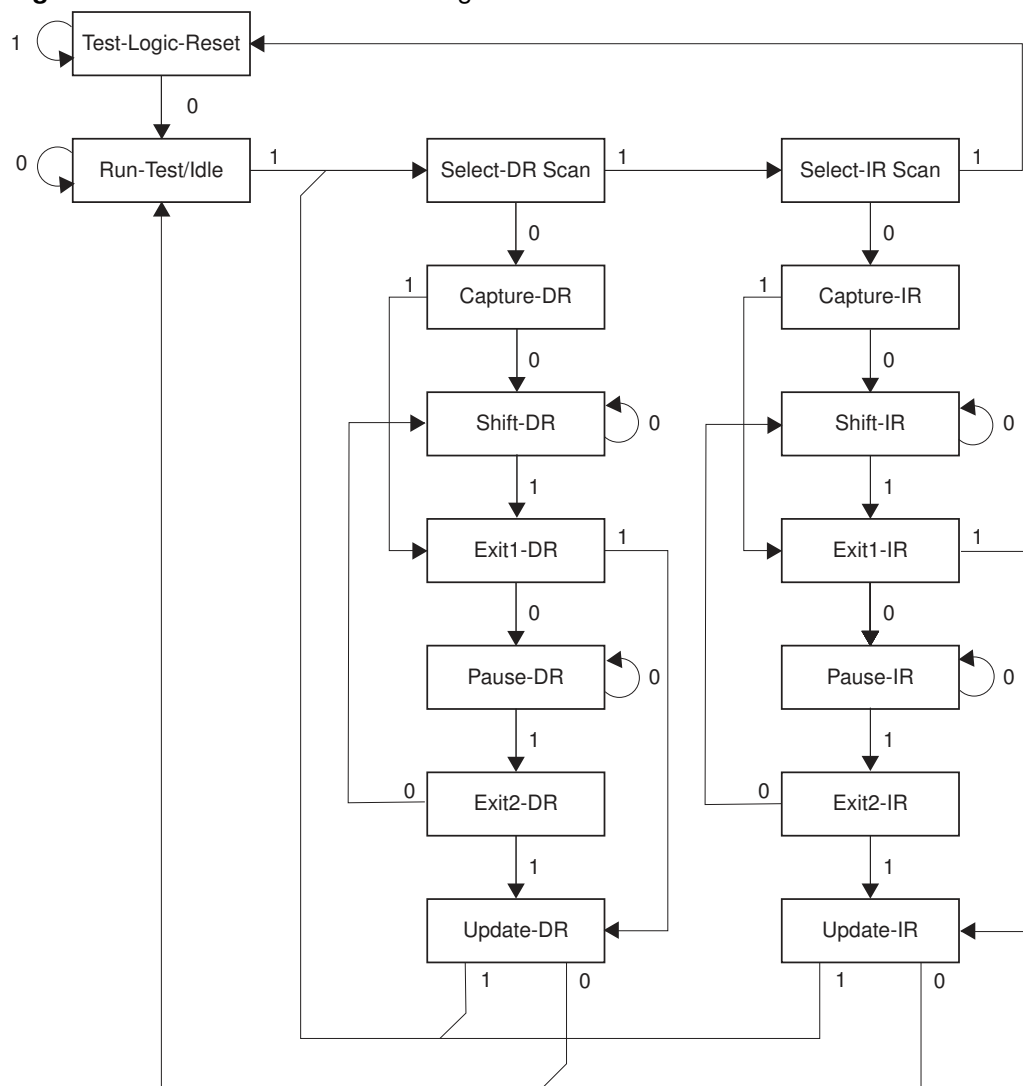 1
Test-Logic-Reset
0
0
Run-Test/Idle
1
Select-DR Scan
1
Select-IR Scan
1
0
0
1
Capture-DR
1
Capture-IR
0
0
Shift-DR
0
Shift-IR
0
1
1
Exit1-DR
1
Exit1-IR
1
0
0
Pause-DR
0
Pause-IR
0
1
1
0
Exit2-DR
0
Exit2-IR
1
1
Update-DR
Update-IR
1
0
1
0